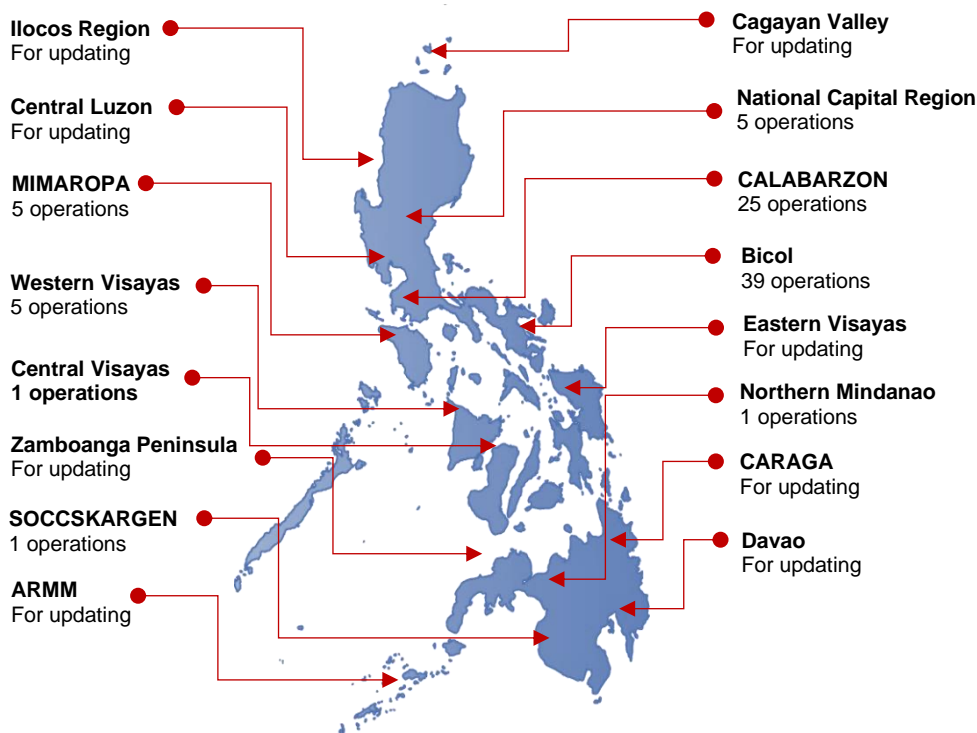 Ilocos Region
For updating
Central Luzon
For updating
MIMAROPA
5 operations
Western Visayas
5 operations
Central Visayas
1 operations
Zamboanga Peninsula
For updating
SOCCSKARGEN
1 operations
ARMM
For updating
Cagayan Valley
For updating
National Capital Region
5 operations
CALABARZON
25 operations
Bicol
39 operations
Eastern Visayas
For updating
Northern Mindanao
1 operations
CARAGA
For updating
Davao
For updating